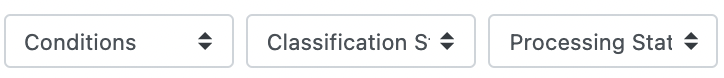 Conditions
Classification S
Processing Stat